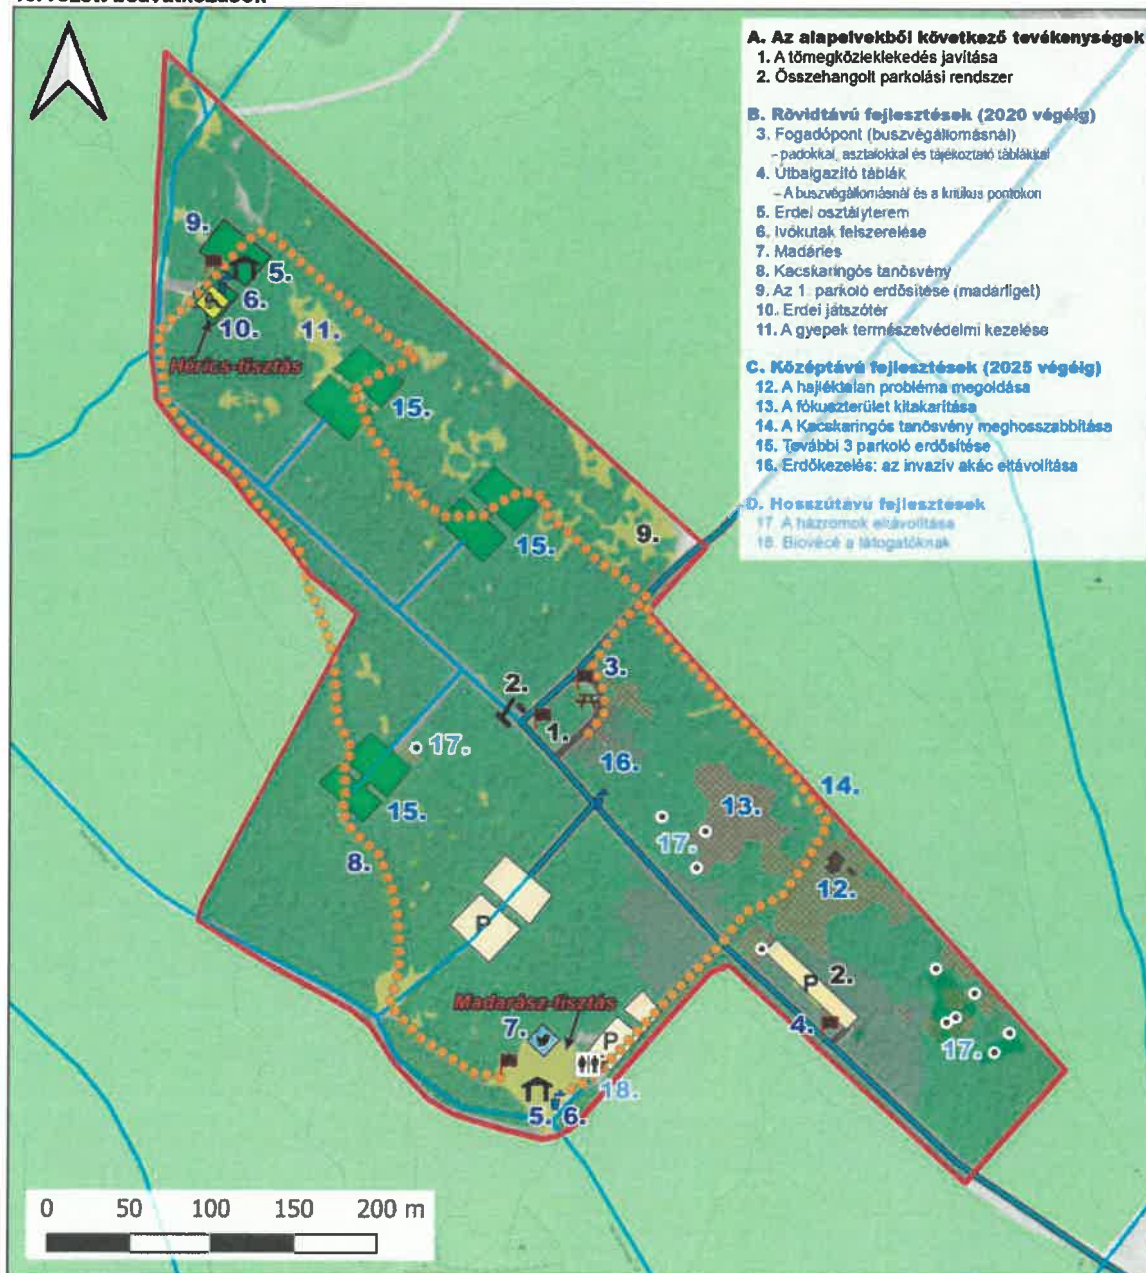 A. Az alapelvekből következő tevékenységek
1. A tömegközleklekedés javítása
2. Összehangolt parkolási rendszer
B. Rövidtávú fejlesztések (2020 végéig)
3. Fogadópont (buszvégállomásnál)
- padokkal, asztalokkal és tájékoztató táblákkal
4. Útbaigazító táblák
- A buszvégállomásnál és a kritikus pontokon
5. Erdei osztályterem
6. Ivókutak felszerelése
7. Madárles
8. Kacskaringós tanösvény
9. Az 1. parkoló erdősítése (madárliget)
10. Erdei játszótér
11. A gyepek természetvédelmi kezelése
C. Középtávú fejlesztések (2025 végéig)
12. A hajléktalan probléma megoldása
13. A fókuszterület kitakarítása
14. A Kacskaringós tanösvény meghosszabbítása
15. További 3 parkoló erdősítése
16. Erdőkezelés: az invazív akác eltávolítása
D. Hosszútávú fejlesztések
17. A házromok eltávolítása
18. Biovécé a látogatóknak
9.
5.
6.
10.
11.
Hérics-tisztás
15.
15.
9.
3.
2.
1.
17.
16.
14.
13.
15.
17.
8.
12.
P
P
2.
Madarász-tisztás
7.
P
4.
17.
18.
5.
6.
0 50 100 150 200 m